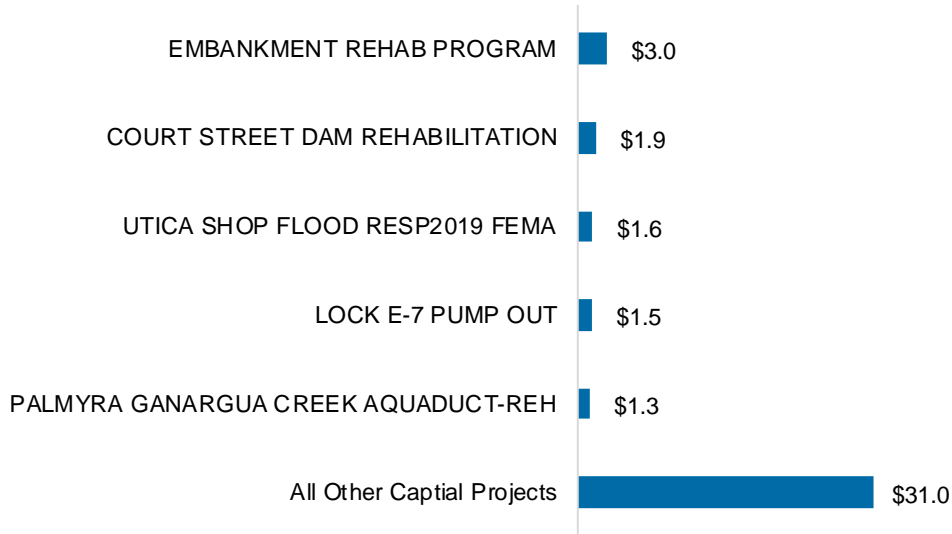 EMBANKMENT REHAB PROGRAM $3.0
COURT STREET DAM REHABILITATION $1.9
UTICA SHOP FLOOD RESP2019 FEMA $1.6
LOCK E-7 PUMP OUT $1.5
PALMYRA GANARGUA CREEK AQUADUCT-REH $1.3
All Other Captial Projects $31.0